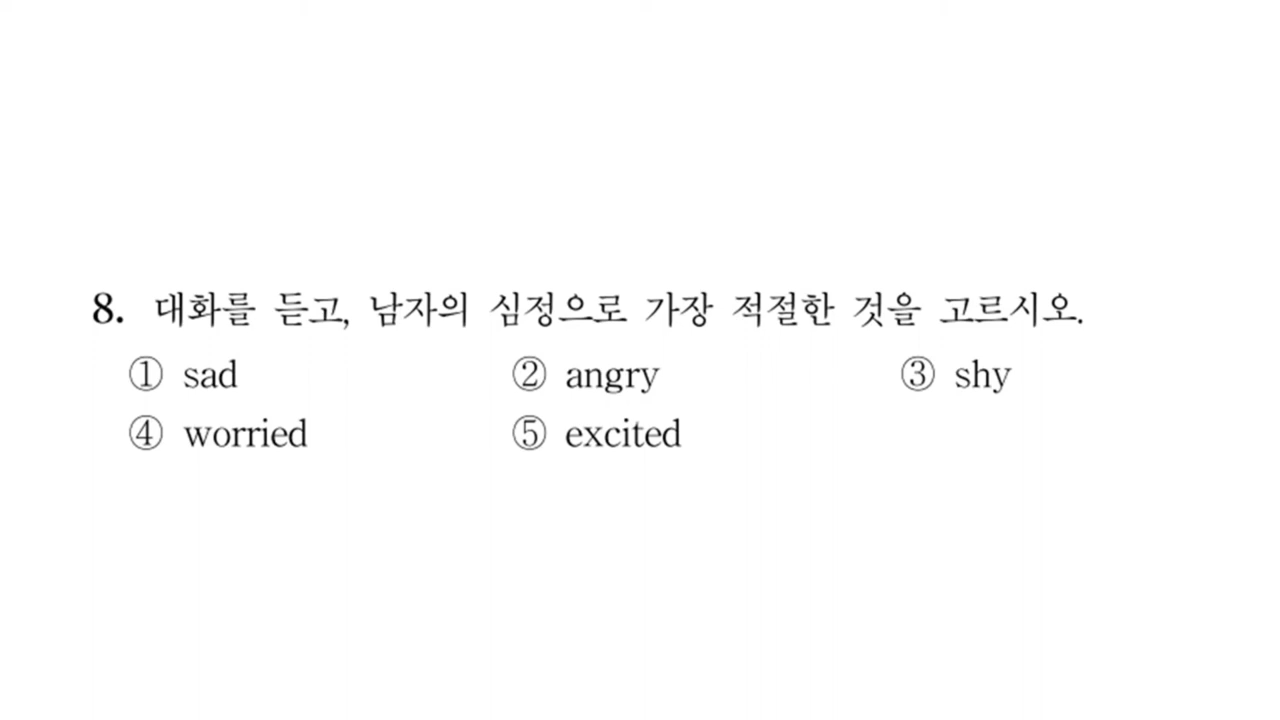 8. 대화를 듣고, 남자의 심정으로 가장 적절한 것을 고르시오.
① sad ② angry ③ shy
④ worried ⑤ excited